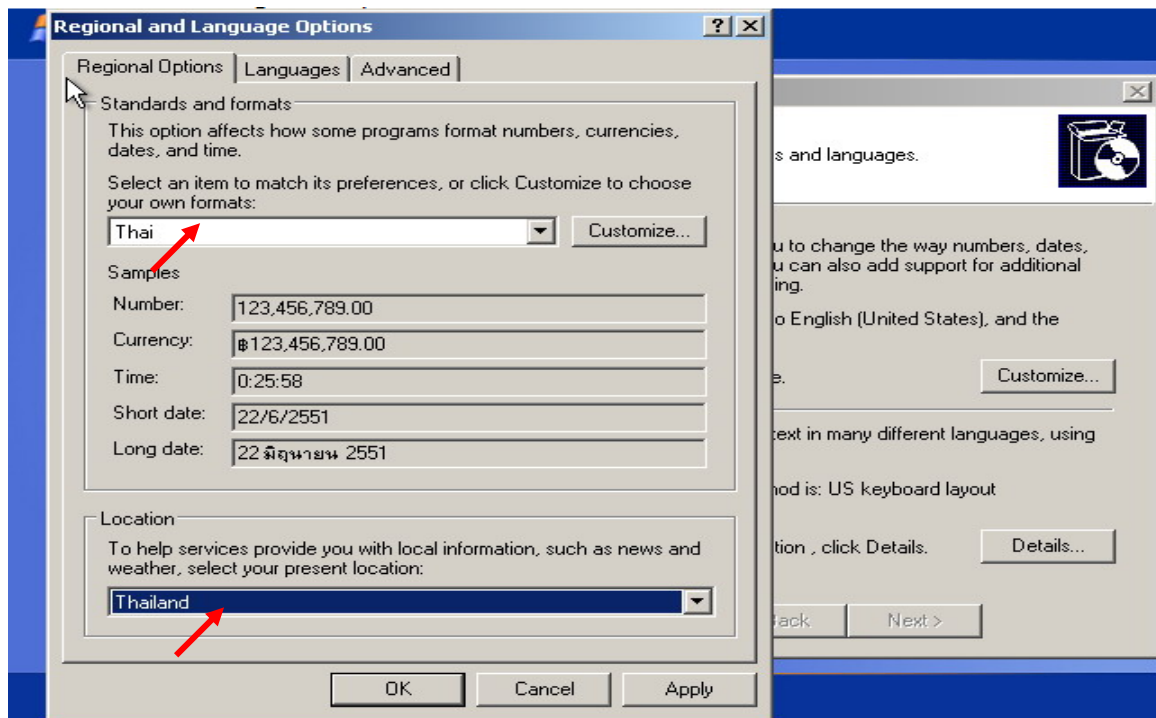 Regional and Language Options
Regional Options Languages Advanced
Standards and formats
This option affects how some programs format numbers, currencies,
dates, and time.
Select an item to match its preferences, or click Customize to choose
your own formats:
Thai Customize...
Samples
Number: 123,456,789.00
Currency: ฿123,456,789.00
Time: 0:25:58
Short date: 22/6/2551
Long date: 22 มิถุนายน 2551
Location
To help services provide you with local information, such as news and
weather, select your present location:
Thailand
OK Cancel Apply
s and languages.
u to change the way numbers, dates,
u can also add support for additional
ing.
o English (United States), and the
e. Customize...
text in many different languages, using
nod is: US keyboard layout
tion , click Details. Details...
Back Next >